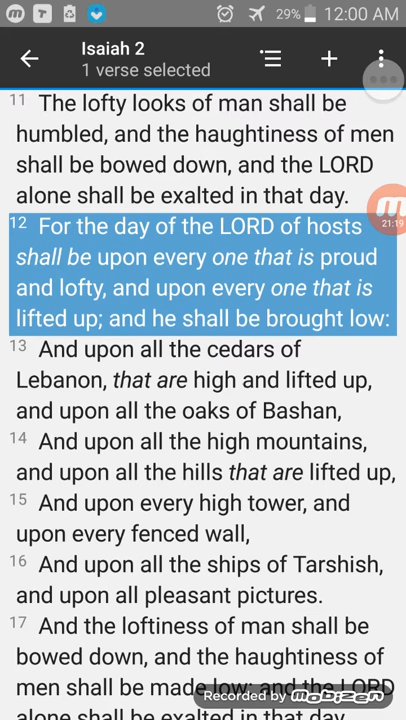 29% 12:00 AM
Isaiah 2
1 verse selected
11 The lofty looks of man shall be
humbled, and the haughtiness of men
shall be bowed down, and the LORD
alone shall be exalted in that day.
21:19
12 For the day of the LORD of hosts
shall be upon every one that is proud
and lofty, and upon every one that is
lifted up; and he shall be brought low:
13 And upon all the cedars of
Lebanon, that are high and lifted up,
and upon all the oaks of Bashan,
14 And upon all the high mountains,
and upon all the hills that are lifted up,
15 And upon every high tower, and
upon every fenced wall,
16 And upon all the ships of Tarshish,
and upon all pleasant pictures.
17 And the loftiness of man shall be
bowed down, and the haughtiness of
men shall be made low: and the LORD
Recorded by mobizen
alone shall be exalted in that day